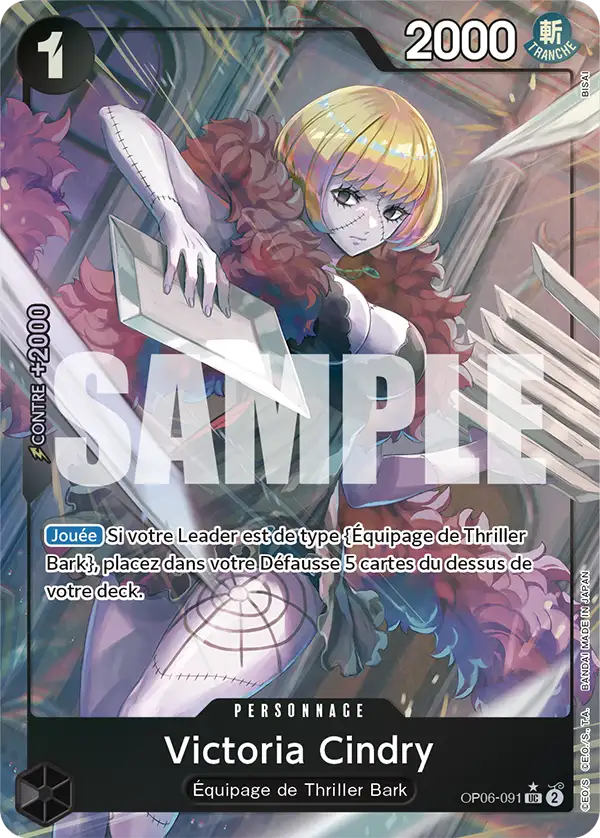 1
2000
斬
TRANCHE
BISAI
CONTRE +2000
SAMPLE
Jouée Si votre Leader est de type {Équipage de Thriller
Bark}, placez dans votre Défausse 5 cartes du dessus de
votre deck.
PERSONNAGE
Victoria Cindry
Équipage de Thriller Bark
OP06-091 UC 2
CEO/S C.E.O./S., T.A. BANDAI MADE IN JAPAN